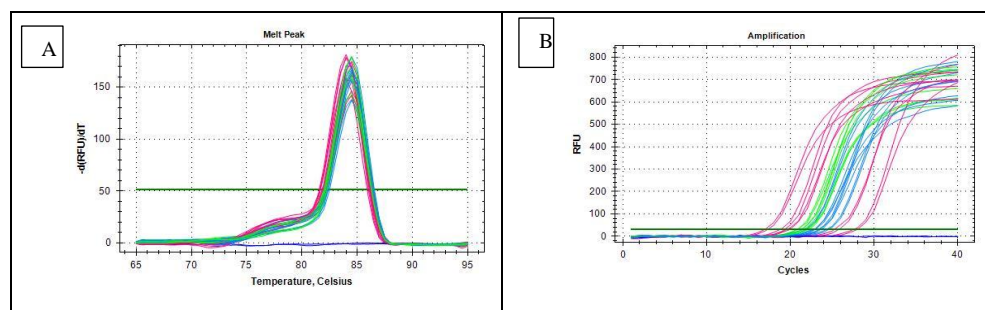 A
Melt Peak
-d(RFU)/dT
150
100
50
0
65 70 75 80 85 90 95
Temperature, Celsius
B
Amplification
RFU
800
700
600
500
400
300
200
100
0
0 10 20 30 40
Cycles